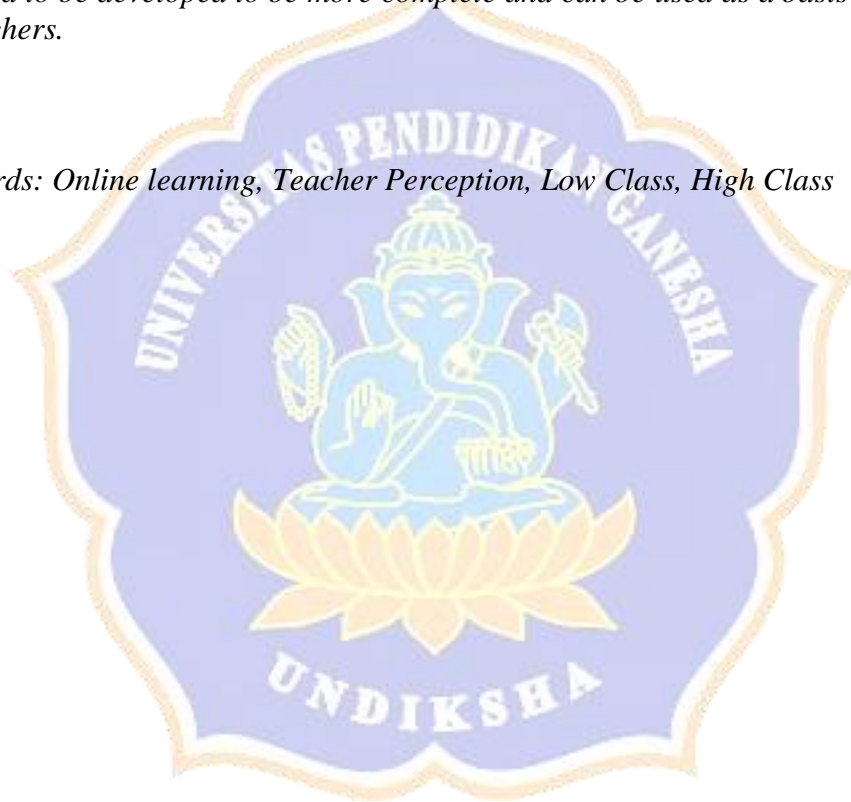 to be developed to be more complete and can be used as a basis
chers.
UNIVERSITAS PENDIDIKAN GANESHA
rds: Online learning, Teacher Perception, Low Class, High Class
UNDIKSHA